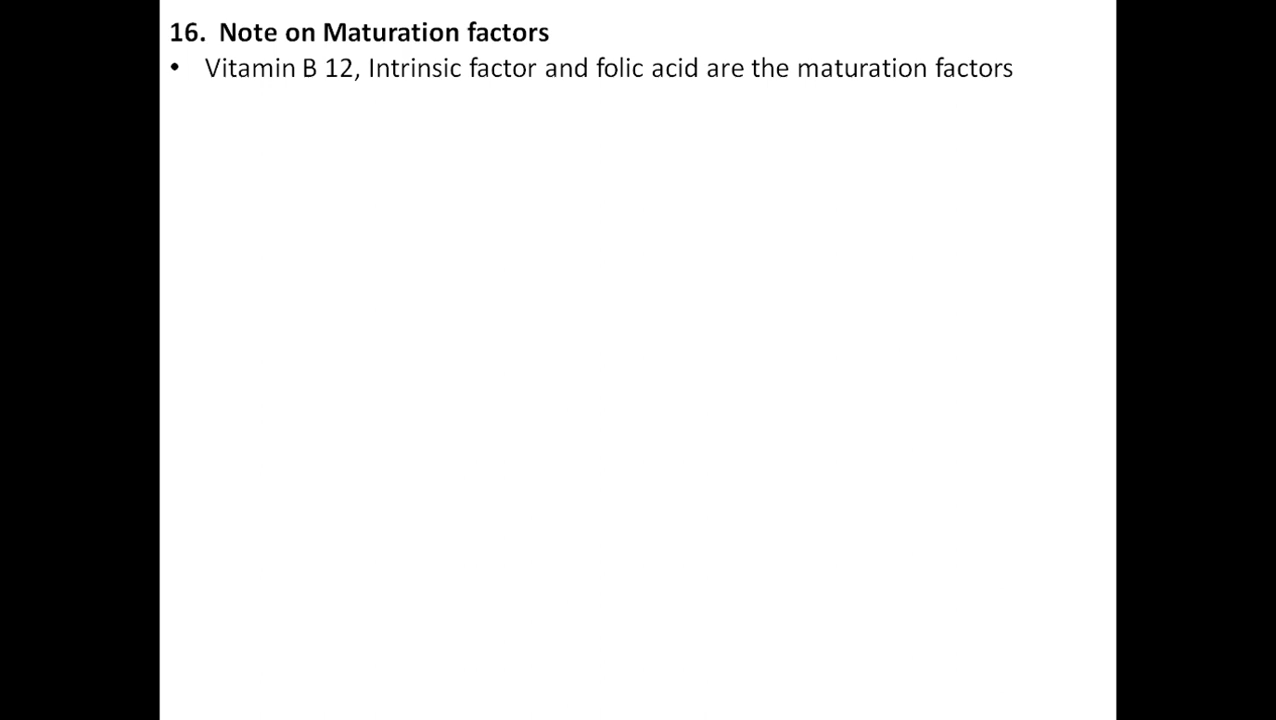 16. Note on Maturation factors
• Vitamin B 12, Intrinsic factor and folic acid are the maturation factors